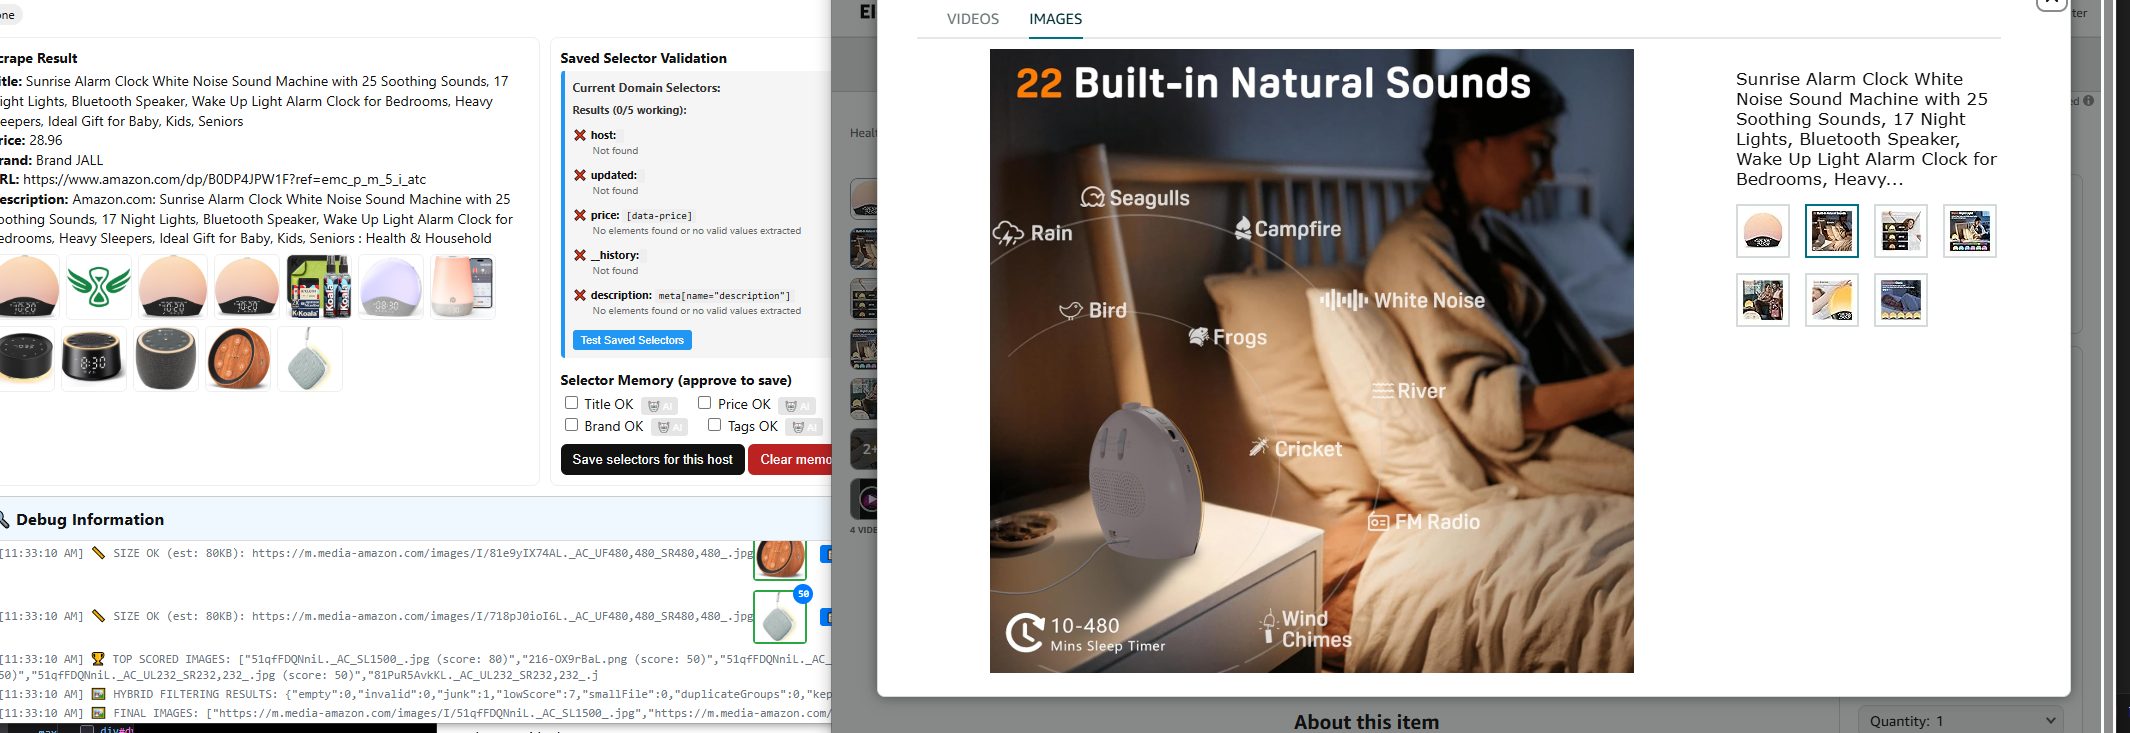 one
crape Result
itle: Sunrise Alarm Clock White Noise Sound Machine with 25 Soothing Sounds, 17
ight Lights, Bluetooth Speaker, Wake Up Light Alarm Clock for Bedrooms, Heavy
leepers, Ideal Gift for Baby, Kids, Seniors
rice: 28.96
rand: Brand JALL
RL: https://www.amazon.com/dp/B0DP4JPW1F?ref=emc_p_m_5_i_atc
escription: Amazon.com: Sunrise Alarm Clock White Noise Sound Machine with 25
oothing Sounds, 17 Night Lights, Bluetooth Speaker, Wake Up Light Alarm Clock for
edrooms, Heavy Sleepers, Ideal Gift for Baby, Kids, Seniors : Health & Household
Saved Selector Validation
Current Domain Selectors:
Results (0/5 working):
host:
Not found
updated:
Not found
price: [data-price]
No elements found or no valid values extracted
__history:
Not found
description: meta[name="description"]
No elements found or no valid values extracted
Test Saved Selectors
Selector Memory (approve to save)
Title OK AI Price OK AI
Brand OK AI Tags OK AI
Save selectors for this host Clear memo
Debug Information
[11:33:10 AM] SIZE OK (est: 80KB): https://m.media-amazon.com/images/I/81e9yIX74AL._AC_UF480,480_SR480,480_.jpg
50
[11:33:10 AM] SIZE OK (est: 80KB): https://m.media-amazon.com/images/I/718pJ0ioI6L._AC_UF480,480_SR480,480_.jpg
[11:33:10 AM] TOP SCORED IMAGES: ["51qfFDQNniL._AC_SL1500_.jpg (score: 80)","216-OX9rBaL.png (score: 50)","51qfFDQNniL._AC_
50)","51qfFDQNniL._AC_UL232_SR232,232_.jpg (score: 50)","81PuR5AvkKL._AC_UL232_SR232,232_.j
[11:33:10 AM] HYBRID FILTERING RESULTS: {"empty":0,"invalid":0,"junk":1,"lowScore":7,"smallFile":0,"duplicateGroups":0,"kep
[11:33:10 AM] FINAL IMAGES: ["https://m.media-amazon.com/images/I/51qfFDQNniL._AC_SL1500_.jpg","https://m.media-amazon.com/
max
div#d
El
Healt
2+
4 VIDE
VIDEOS IMAGES
22 Built-in Natural Sounds
Seagulls
Rain
Campfire
White Noise
Bird
Frogs
River
Cricket
FM Radio
Wind
Chimes
10-480
Mins Sleep Timer
Sunrise Alarm Clock White
Noise Sound Machine with 25
Soothing Sounds, 17 Night
Lights, Bluetooth Speaker,
Wake Up Light Alarm Clock for
Bedrooms, Heavy...
ter
ed
About this item
Quantity: 1